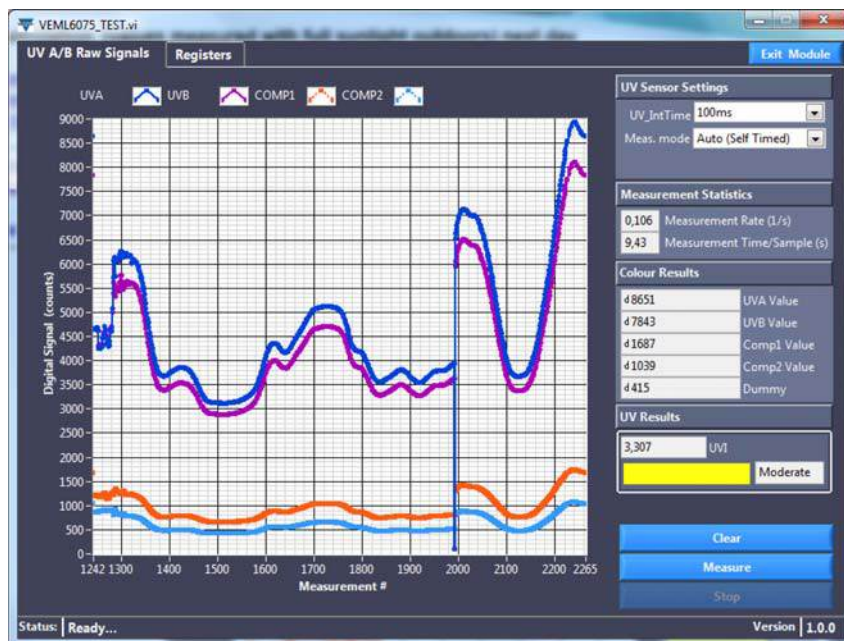 VEML6075_TEST.vi
UV A/B Raw Signals
Registers
Exit Module
UVA UVB COMP1 COMP2
9000
8500
8000
7500
7000
6500
6000
5500
5000
4500
4000
3500
3000
2500
2000
1500
1000
500
0
Digital Signal (counts)
1242 1300 1400 1500 1600 1700 1800 1900 2000 2100 2200 2265
Measurement #
UV Sensor Settings
UV_IntTime 100ms
Meas. mode Auto (Self Timed)
Measurement Statistics
0,106 Measurement Rate (1/s)
9,43 Measurement Time/Sample (s)
Colour Results
d 8651 UVA Value
d 7843 UVB Value
d 1687 Comp1 Value
d 1039 Comp2 Value
d 415 Dummy
UV Results
3,307 UVI
Moderate
Clear
Measure
Stop
Status: Ready...
Version 1.0.0